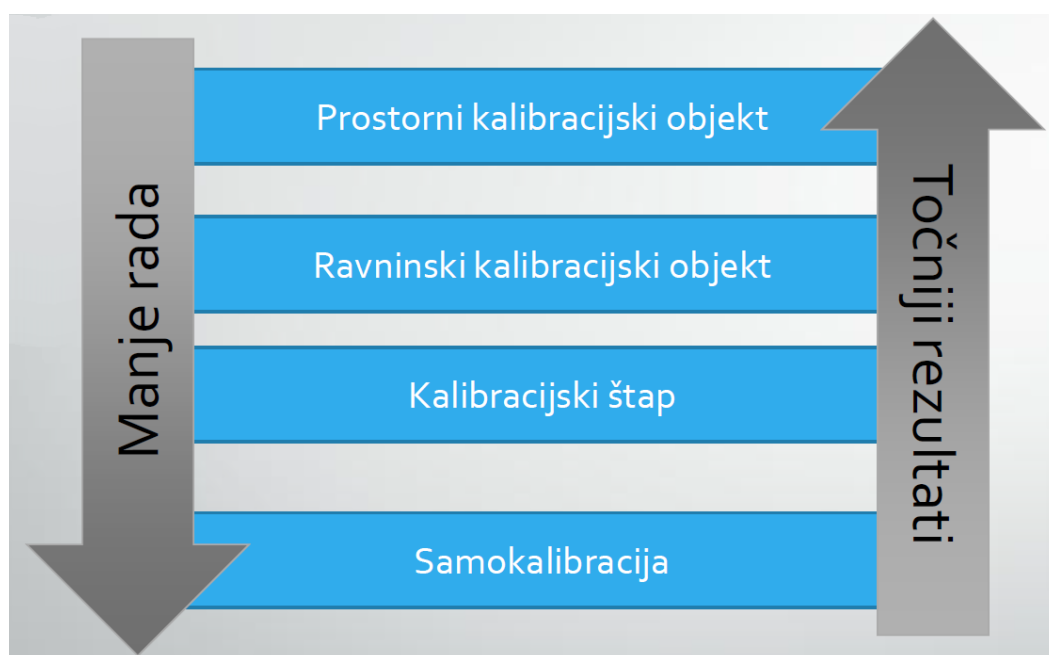 Manje rada
Prostorni kalibracijski objekt
Ravninski kalibracijski objekt
Kalibracijski štap
Samokalibracija
Točniji rezultati